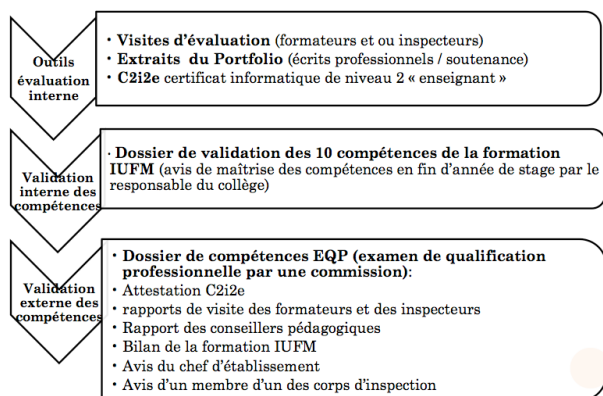 Outils
évaluation
interne
• Visites d'évaluation (formateurs et ou inspecteurs)
• Extraits du Portfolio (écrits professionnels / soutenance)
• C2i2e certificat informatique de niveau 2 « enseignant »
Validation
interne des
compétences
· Dossier de validation des 10 compétences de la formation
IUFM (avis de maîtrise des compétences en fin d'année de stage par le
responsable du collège)
Validation
externe des
compétences
• Dossier de compétences EQP (examen de qualification
professionnelle par une commission):
• Attestation C2i2e
• rapports de visite des formateurs et des inspecteurs
• Rapport des conseillers pédagogiques
• Bilan de la formation IUFM
• Avis du chef d'établissement
• Avis d'un membre d'un des corps d'inspection